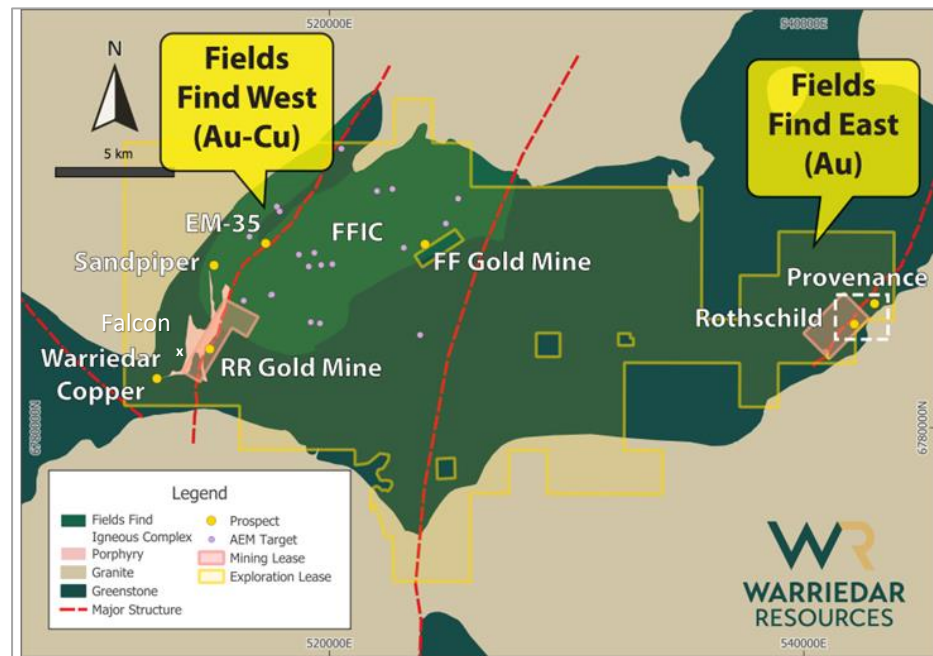 520000E
540000E
N
5 km
Fields
Find West
(Au-Cu)
Fields
Find East
(Au)
EM-35
FFIC
Sandpiper
FF Gold Mine
Provenance
Rothschild
Falcon
x
Warriedar
Copper
RR Gold Mine
6780000N
6780000N
Legend
Fields Find
Igneous Complex
Porphyry
Granite
Greenstone
Major Structure
Prospect
AEM Target
Mining Lease
Exploration Lease
WR
WARRIEDAR
RESOURCES
520000E
540000E